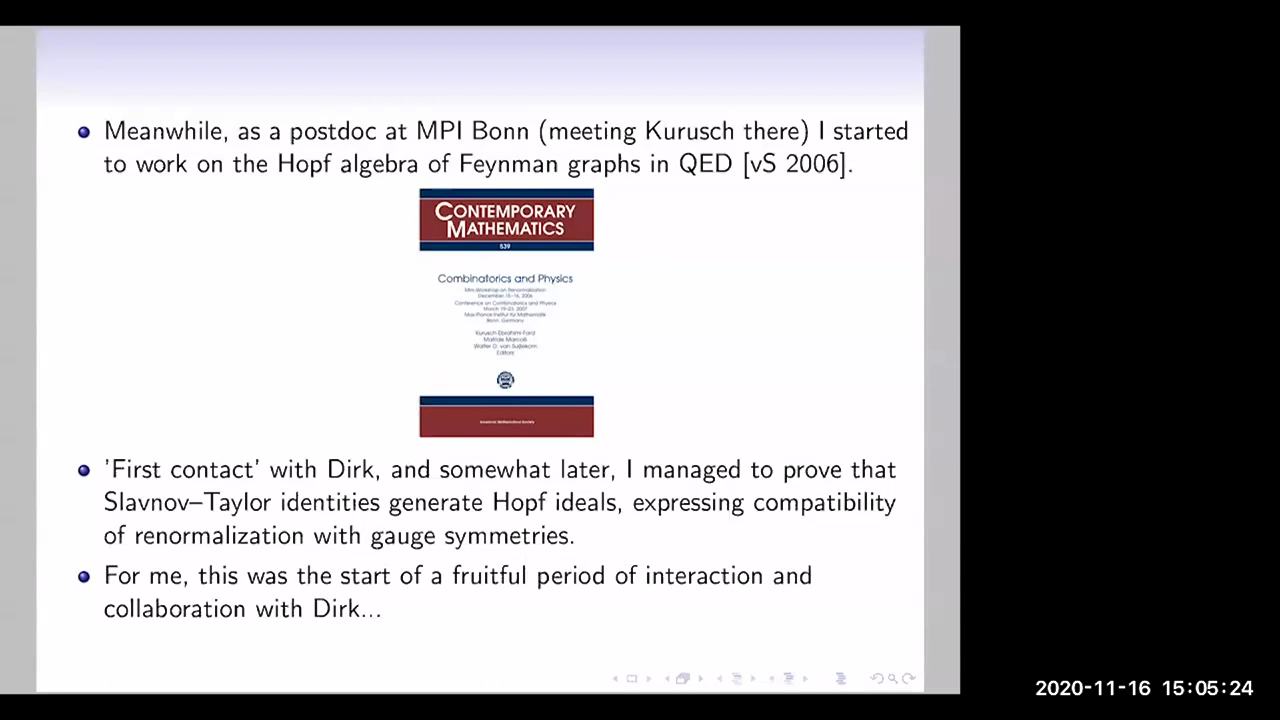 Meanwhile, as a postdoc at MPI Bonn (meeting Kurusch there) I started
to work on the Hopf algebra of Feynman graphs in QED [vS 2006].
CONTEMPORARY
MATHEMATICS
539
Combinatorics and Physics
Mini-Workshop on Renormalization
December 15–16, 2006
Conference on Combinatorics and Physics
March 19–23, 2007
Max-Planck-Institut für Mathematik
Bonn, Germany
Kurusch Ebrahimi-Fard
Matilde Marcolli
Walter D. van Suijlekom
Editors
American Mathematical Society
'First contact' with Dirk, and somewhat later, I managed to prove that
Slavnov–Taylor identities generate Hopf ideals, expressing compatibility
of renormalization with gauge symmetries.
For me, this was the start of a fruitful period of interaction and
collaboration with Dirk...
2020-11-16 15:05:24